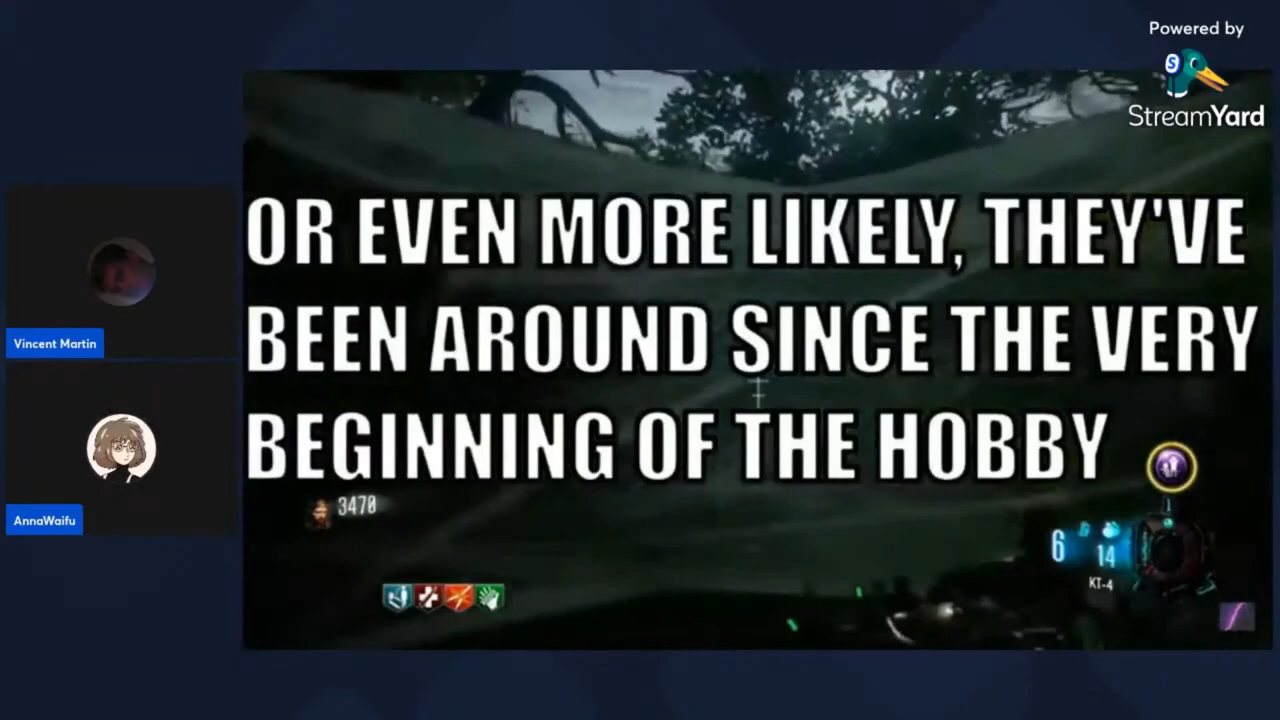 Powered by
StreamYard
OR EVEN MORE LIKELY, THEY'VE
BEEN AROUND SINCE THE VERY
BEGINNING OF THE HOBBY
Vincent Martin
AnnaWaifu
3470
6
14
KT-4